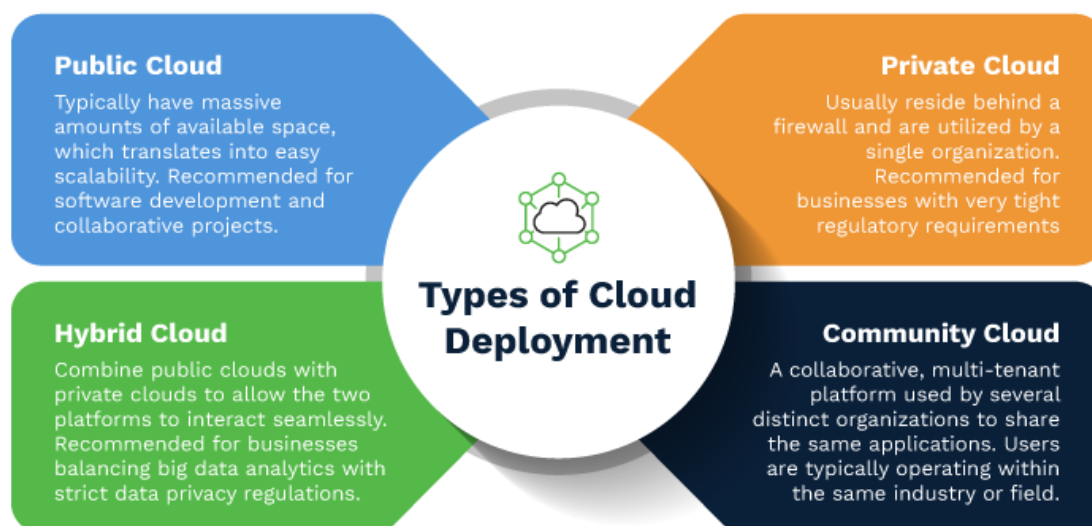 Public Cloud
Typically have massive
amounts of available space,
which translates into easy
scalability. Recommended for
software development and
collaborative projects.
Private Cloud
Usually reside behind a
firewall and are utilized by a
single organization.
Recommended for
businesses with very tight
regulatory requirements
Types of Cloud
Deployment
Hybrid Cloud
Combine public clouds with
private clouds to allow the two
platforms to interact seamlessly.
Recommended for businesses
balancing big data analytics with
strict data privacy regulations.
Community Cloud
A collaborative, multi-tenant
platform used by several
distinct organizations to share
the same applications. Users
are typically operating within
the same industry or field.